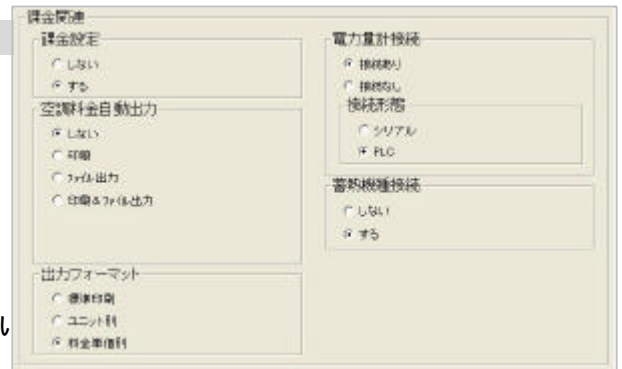 課金関連
課金設定
しない
する
空調料金自動出力
しない
印刷
ファイル出力
印刷&ファイル出力
出力フォーマット
標準印刷
ユニット別
料金単価別
電力量計接続
接続あり
接続なし
接続形態
シリアル
PLC
蓄熱機種接続
しない
する
い